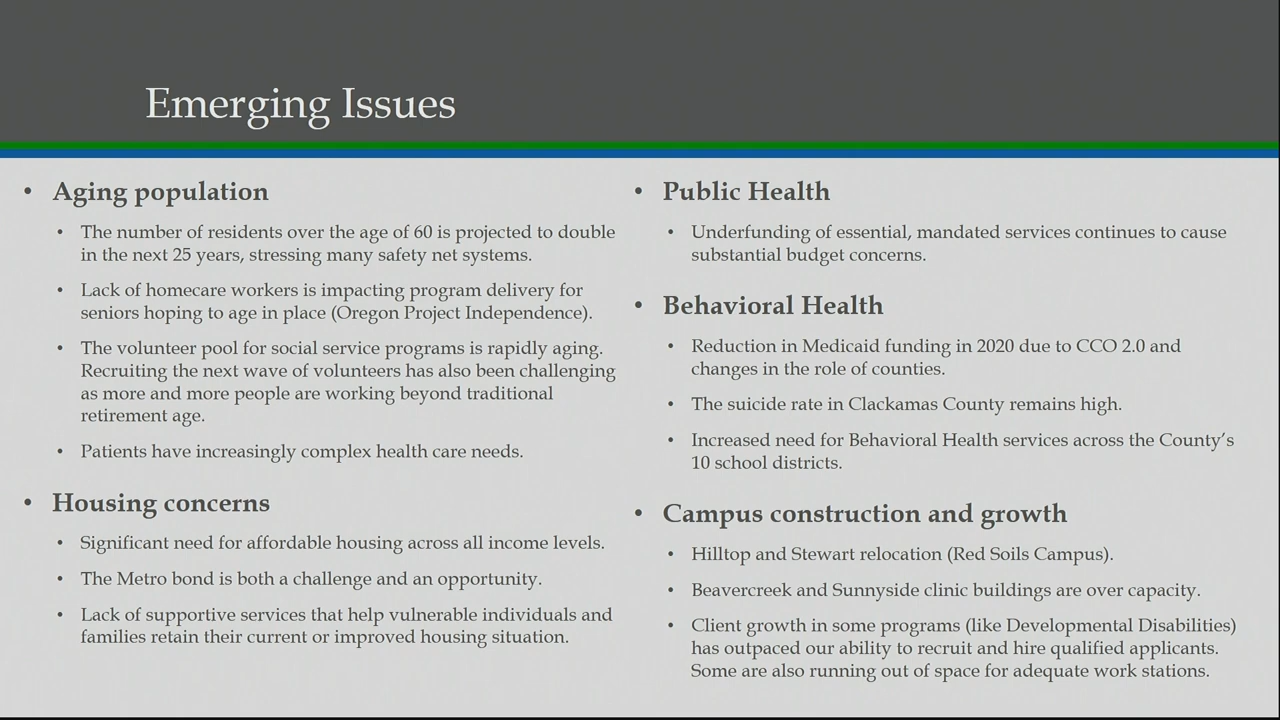 Emerging Issues
• Aging population
• The number of residents over the age of 60 is projected to double
in the next 25 years, stressing many safety net systems.
• Lack of homecare workers is impacting program delivery for
seniors hoping to age in place (Oregon Project Independence).
• The volunteer pool for social service programs is rapidly aging.
Recruiting the next wave of volunteers has also been challenging
as more and more people are working beyond traditional
retirement age.
• Patients have increasingly complex health care needs.
• Housing concerns
• Significant need for affordable housing across all income levels.
• The Metro bond is both a challenge and an opportunity.
• Lack of supportive services that help vulnerable individuals and
families retain their current or improved housing situation.
• Public Health
• Underfunding of essential, mandated services continues to cause
substantial budget concerns.
• Behavioral Health
• Reduction in Medicaid funding in 2020 due to CCO 2.0 and
changes in the role of counties.
• The suicide rate in Clackamas County remains high.
• Increased need for Behavioral Health services across the County’s
10 school districts.
• Campus construction and growth
• Hilltop and Stewart relocation (Red Soils Campus).
• Beavercreek and Sunnyside clinic buildings are over capacity.
• Client growth in some programs (like Developmental Disabilities)
has outpaced our ability to recruit and hire qualified applicants.
Some are also running out of space for adequate work stations.